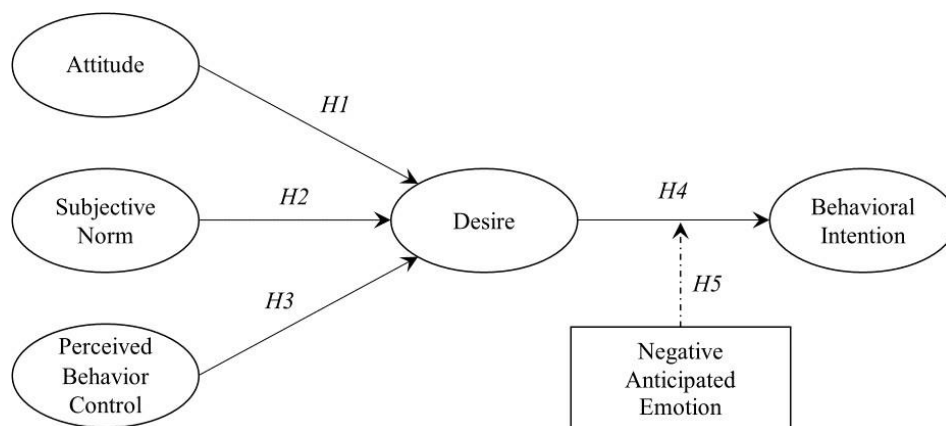 Attitude
H1
Subjective
Norm
H2
Desire
H4
Behavioral
Intention
H3
H5
Perceived
Behavior
Control
Negative
Anticipated
Emotion